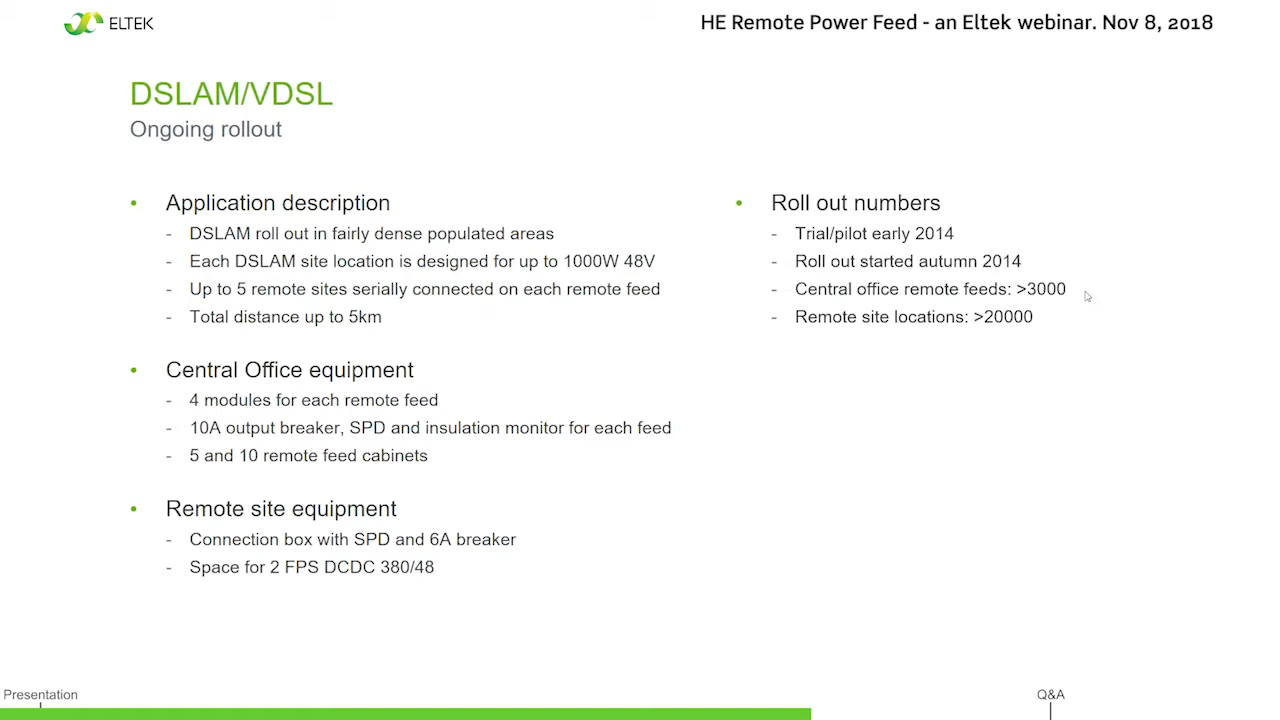 ELTEK
HE Remote Power Feed - an Eltek webinar. Nov 8, 2018
DSLAM/VDSL
Ongoing rollout
• Application description
- DSLAM roll out in fairly dense populated areas
- Each DSLAM site location is designed for up to 1000W 48V
- Up to 5 remote sites serially connected on each remote feed
- Total distance up to 5km
• Central Office equipment
- 4 modules for each remote feed
- 10A output breaker, SPD and insulation monitor for each feed
- 5 and 10 remote feed cabinets
• Remote site equipment
- Connection box with SPD and 6A breaker
- Space for 2 FPS DCDC 380/48
• Roll out numbers
- Trial/pilot early 2014
- Roll out started autumn 2014
- Central office remote feeds: >3000
- Remote site locations: >20000
Presentation
Q&A